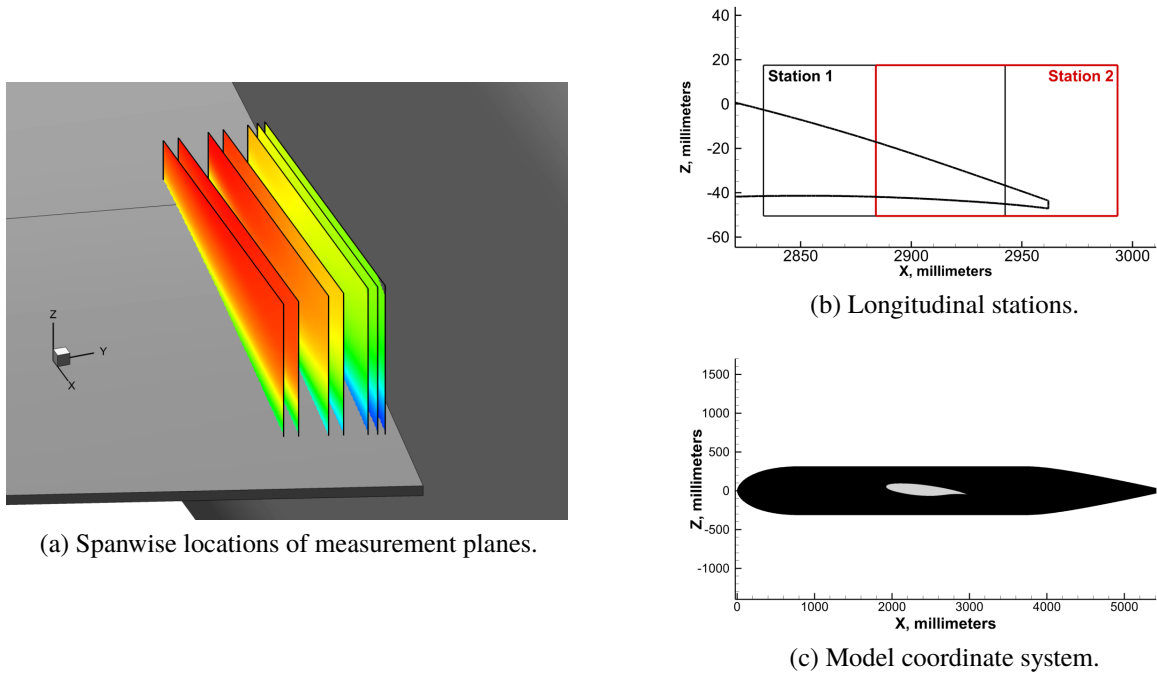 Z
Y
X
(a) Spanwise locations of measurement planes.
40
20
0
-20
-40
-60
Z, millimeters
Station 1
Station 2
2850
2900
2950
3000
X, millimeters
(b) Longitudinal stations.
1500
1000
500
0
-500
-1000
Z, millimeters
0
1000
2000
3000
4000
5000
X, millimeters
(c) Model coordinate system.